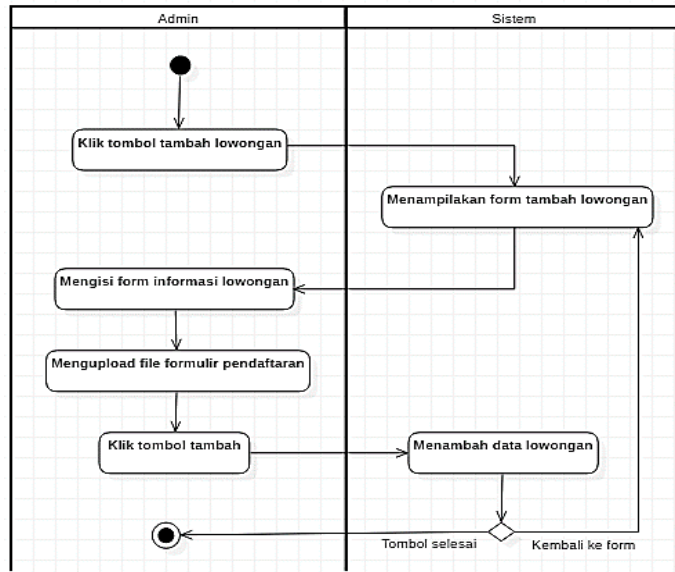 Admin
Sistem
Klik tombol tambah lowongan
Menampilakan form tambah lowongan
Mengisi form informasi lowongan
Mengupload file formulir pendaftaran
Klik tombol tambah
Menambah data lowongan
Tombol selesai
Kembali ke form